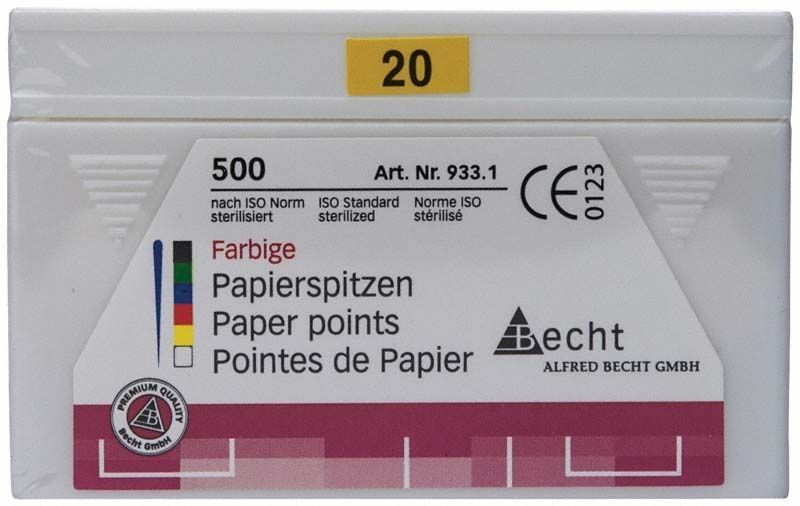 20
500 Art. Nr. 933.1
nach ISO Norm ISO Standard Norme ISO
sterilisiert sterilized stérilisé
CE 0123
Farbige
Papierspitzen
Paper points
Pointes de Papier
Becht
ALFRED BECHT GMBH
PREMIUM QUALITY
B
Becht GmbH